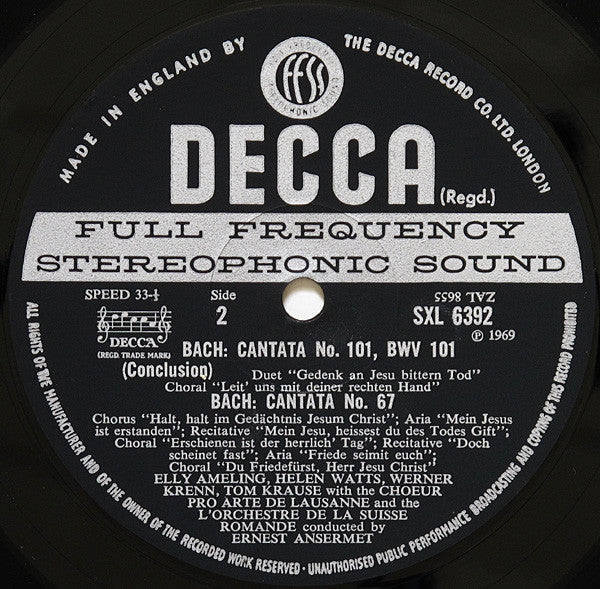 MADE IN ENGLAND BY
THE DECCA RECORD CO. LTD. LONDON
FFSS
DECCA (Regd.)
FULL FREQUENCY
STEREOPHONIC SOUND
SPEED 33-⅓
Side
2
ZAL 8655
SXL 6392
Ⓟ 1969
DECCA
(REGD. TRADE MARK)
BACH: CANTATA No. 101, BWV 101
(Conclusion) Duet "Gedenk an Jesu bittern Tod"
Choral "Leit' uns mit deiner rechten Hand"
BACH: CANTATA No. 67
Chorus "Halt, halt im Gedächtnis Jesum Christ"; Aria "Mein Jesus
ist erstanden"; Recitative "Mein Jesu, heissest du des Todes Gift";
Choral "Erschienen ist der herrlich' Tag"; Recitative "Doch
scheinet fast"; Aria "Friede seimit euch";
Choral "Du Friedefürst, Herr Jesu Christ"
ELLY AMELING, HELEN WATTS, WERNER
KRENN, TOM KRAUSE with the CHOEUR
PRO ARTE DE LAUSANNE and the
L'ORCHESTRE DE LA SUISSE
ROMANDE conducted by
ERNEST ANSERMET
ALL RIGHTS OF THE MANUFACTURER AND OF THE OWNER OF THE RECORDED WORK RESERVED · UNAUTHORISED PUBLIC PERFORMANCE BROADCASTING AND COPYING OF THIS RECORD PROHIBITED